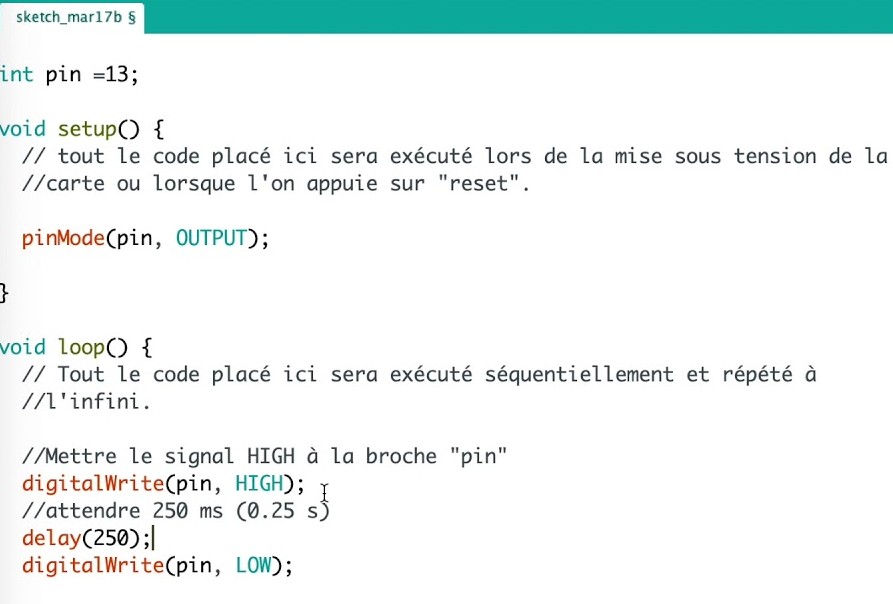 sketch_mar17b §
int pin =13;
void setup() {
// tout le code placé ici sera exécuté lors de la mise sous tension de la
//carte ou lorsque l'on appuie sur "reset".
pinMode(pin, OUTPUT);
}
void loop() {
// Tout le code placé ici sera exécuté séquentiellement et répété à
//l'infini.
//Mettre le signal HIGH à la broche "pin"
digitalWrite(pin, HIGH);
//attendre 250 ms (0.25 s)
delay(250);
digitalWrite(pin, LOW);